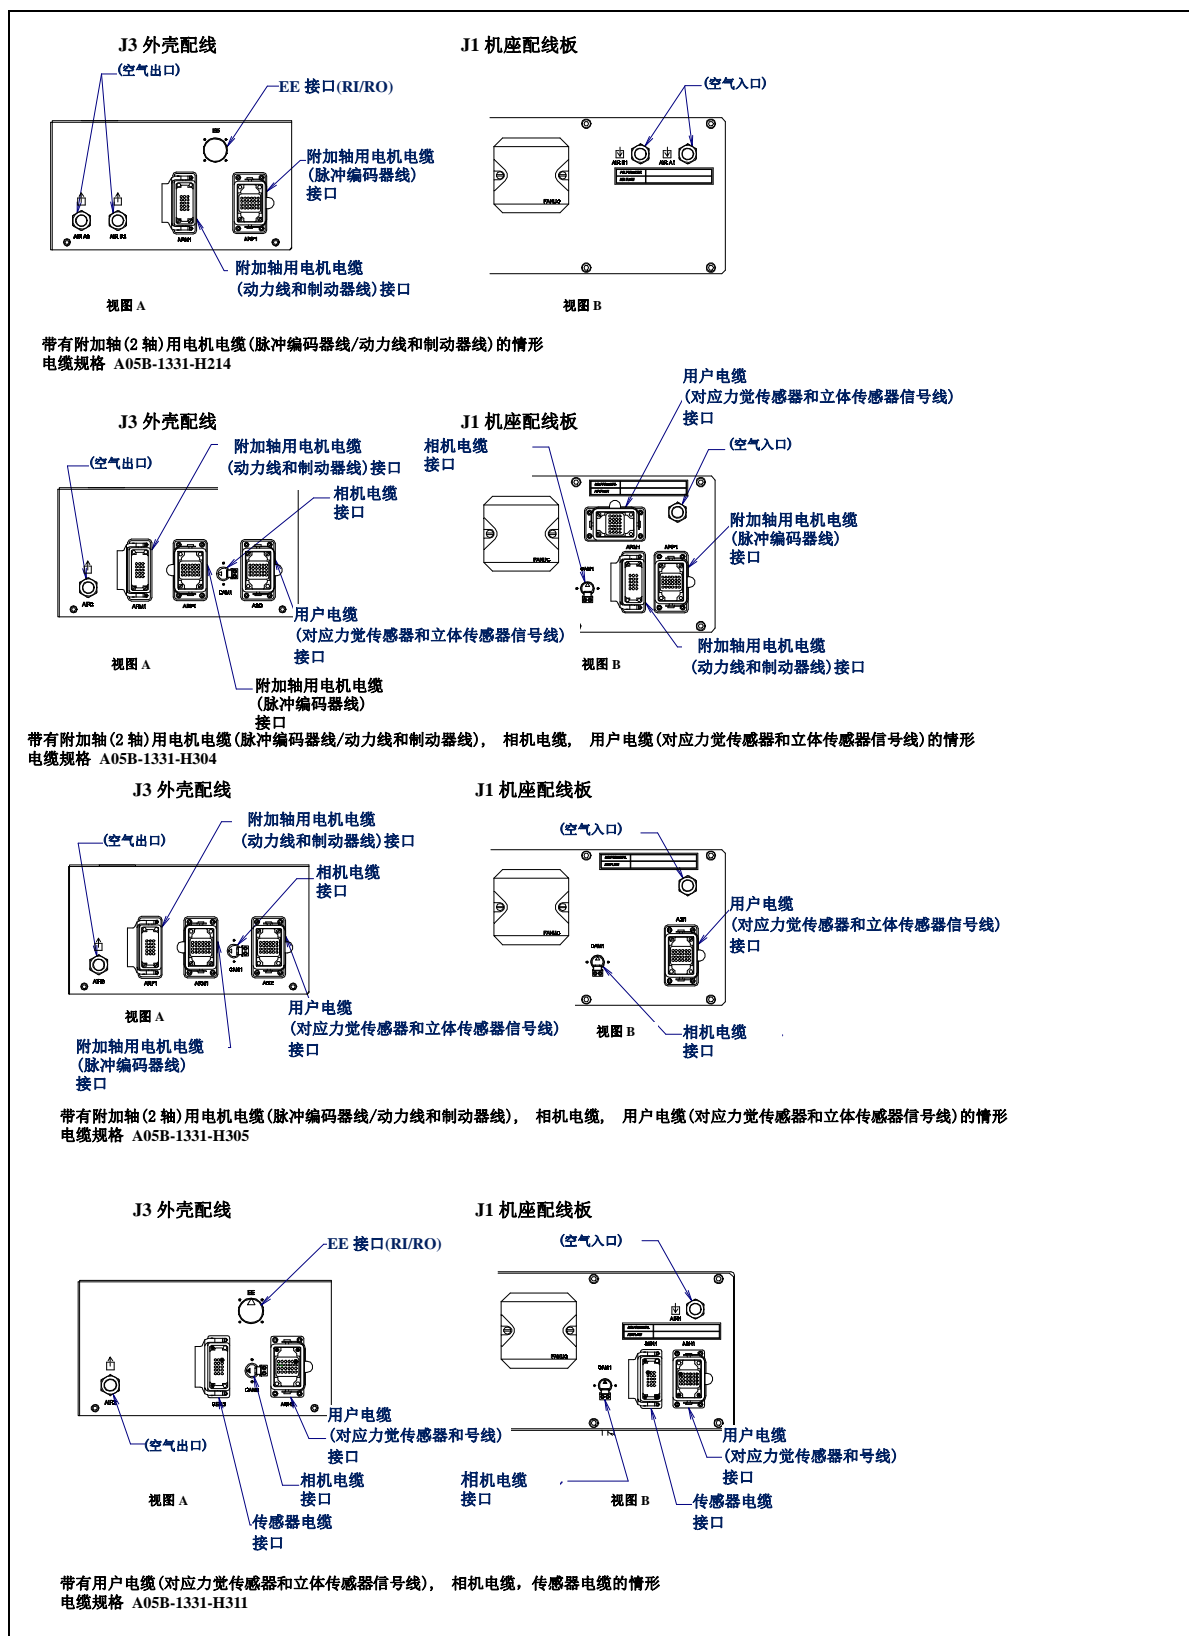 J3 外壳配线
J1 机座配线板
(空气出口)
EE 接口(RI/RO)
附加轴用电机电缆
(脉冲编码器线)
接口
附加轴用电机电缆
(动力线和制动器线)接口
(空气入口)
EE
FANUC
视图 A
视图 B
带有附加轴(2 轴)用电机电缆(脉冲编码器线/动力线和制动器线)的情形
电缆规格 A05B-1331-H214
J3 外壳配线
J1 机座配线板
(空气出口)
附加轴用电机电缆
(动力线和制动器线)接口
相机电缆
接口
用户电缆
(对应力觉传感器和立体传感器信号线)
接口
附加轴用电机电缆
(脉冲编码器线)
接口
相机电缆
接口
用户电缆
(对应力觉传感器和立体传感器信号线)
接口
(空气入口)
附加轴用电机电缆
(脉冲编码器线)
接口
附加轴用电机电缆
(动力线和制动器线)接口
FANUC
视图 A
视图 B
带有附加轴(2 轴)用电机电缆(脉冲编码器线/动力线和制动器线), 相机电缆, 用户电缆(对应力觉传感器和立体传感器信号线)的情形
电缆规格 A05B-1331-H304
J3 外壳配线
J1 机座配线板
(空气出口)
附加轴用电机电缆
(动力线和制动器线)接口
相机电缆
接口
用户电缆
(对应力觉传感器和立体传感器信号线)
接口
视图 A
附加轴用电机电缆
(脉冲编码器线)
接口
(空气入口)
FANUC
CAM1
用户电缆
(对应力觉传感器和立体传感器信号线)
接口
视图 B
相机电缆
接口
带有附加轴(2 轴)用电机电缆(脉冲编码器线/动力线和制动器线), 相机电缆, 用户电缆(对应力觉传感器和立体传感器信号线)的情形
电缆规格 A05B-1331-H305
J3 外壳配线
J1 机座配线板
EE 接口(RI/RO)
EE
(空气出口)
用户电缆
(对应力觉传感器和号线)
接口
相机电缆
接口
传感器电缆
接口
视图 A
(空气入口)
FANUC
CAM1
用户电缆
(对应力觉传感器和号线)
接口
相机电缆
接口
传感器电缆
接口
视图 B
带有用户电缆(对应力觉传感器和立体传感器信号线), 相机电缆，传感器电缆的情形
电缆规格 A05B-1331-H311